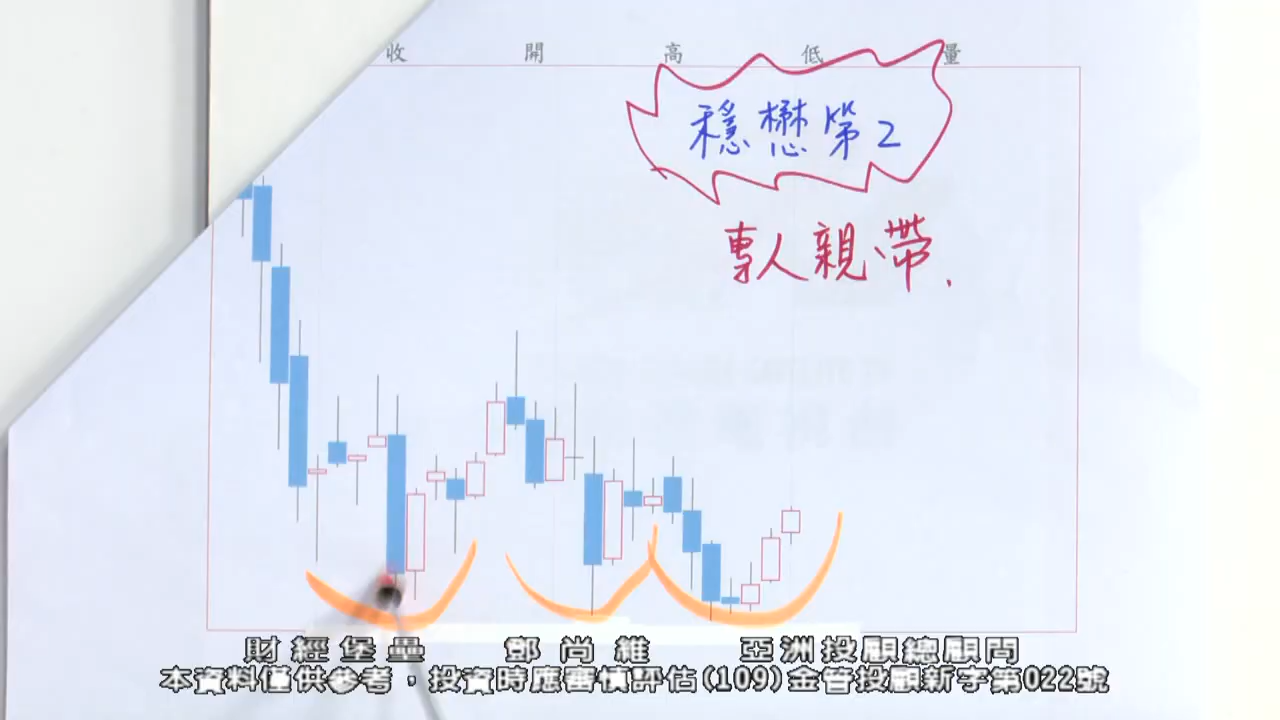 收 開 高 低 量
穩懋第2
專人親帶.
財經堡壘 鄧尚維 亞洲投顧總顧問
本資料僅供參考,投資時應審慎評估(109)金管投顧新字第022號